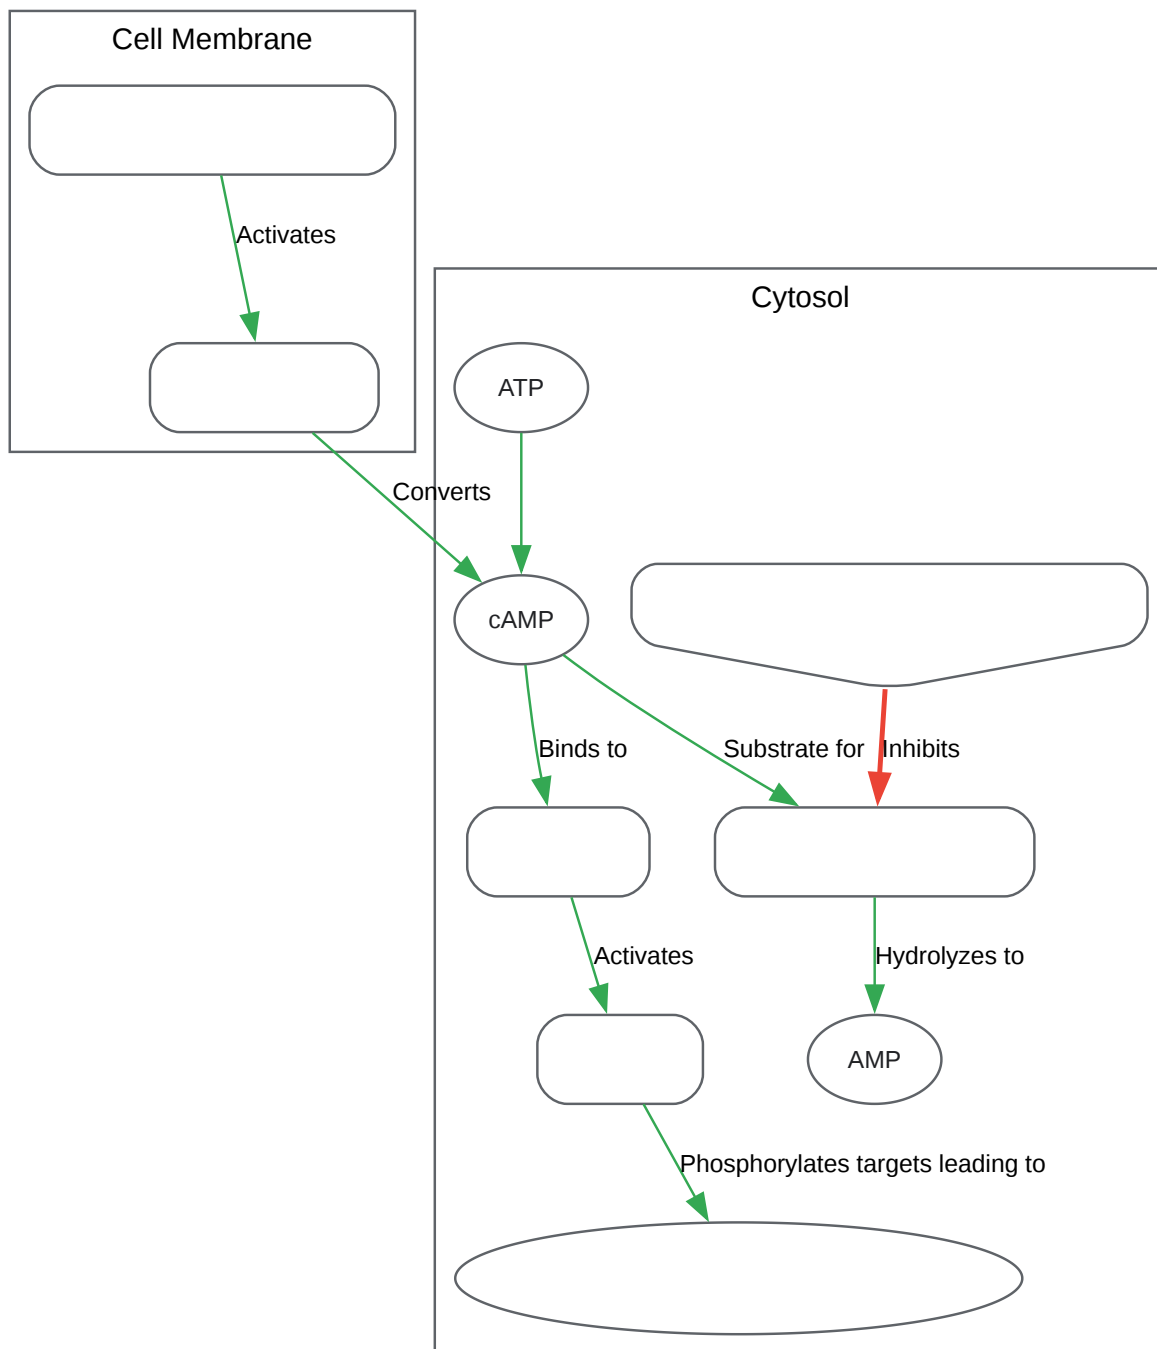 Cell Membrane
Activates
Cytosol
ATP
Converts
cAMP
Binds to
Substrate for
Inhibits
Activates
Hydrolyzes to
AMP
Phosphorylates targets leading to